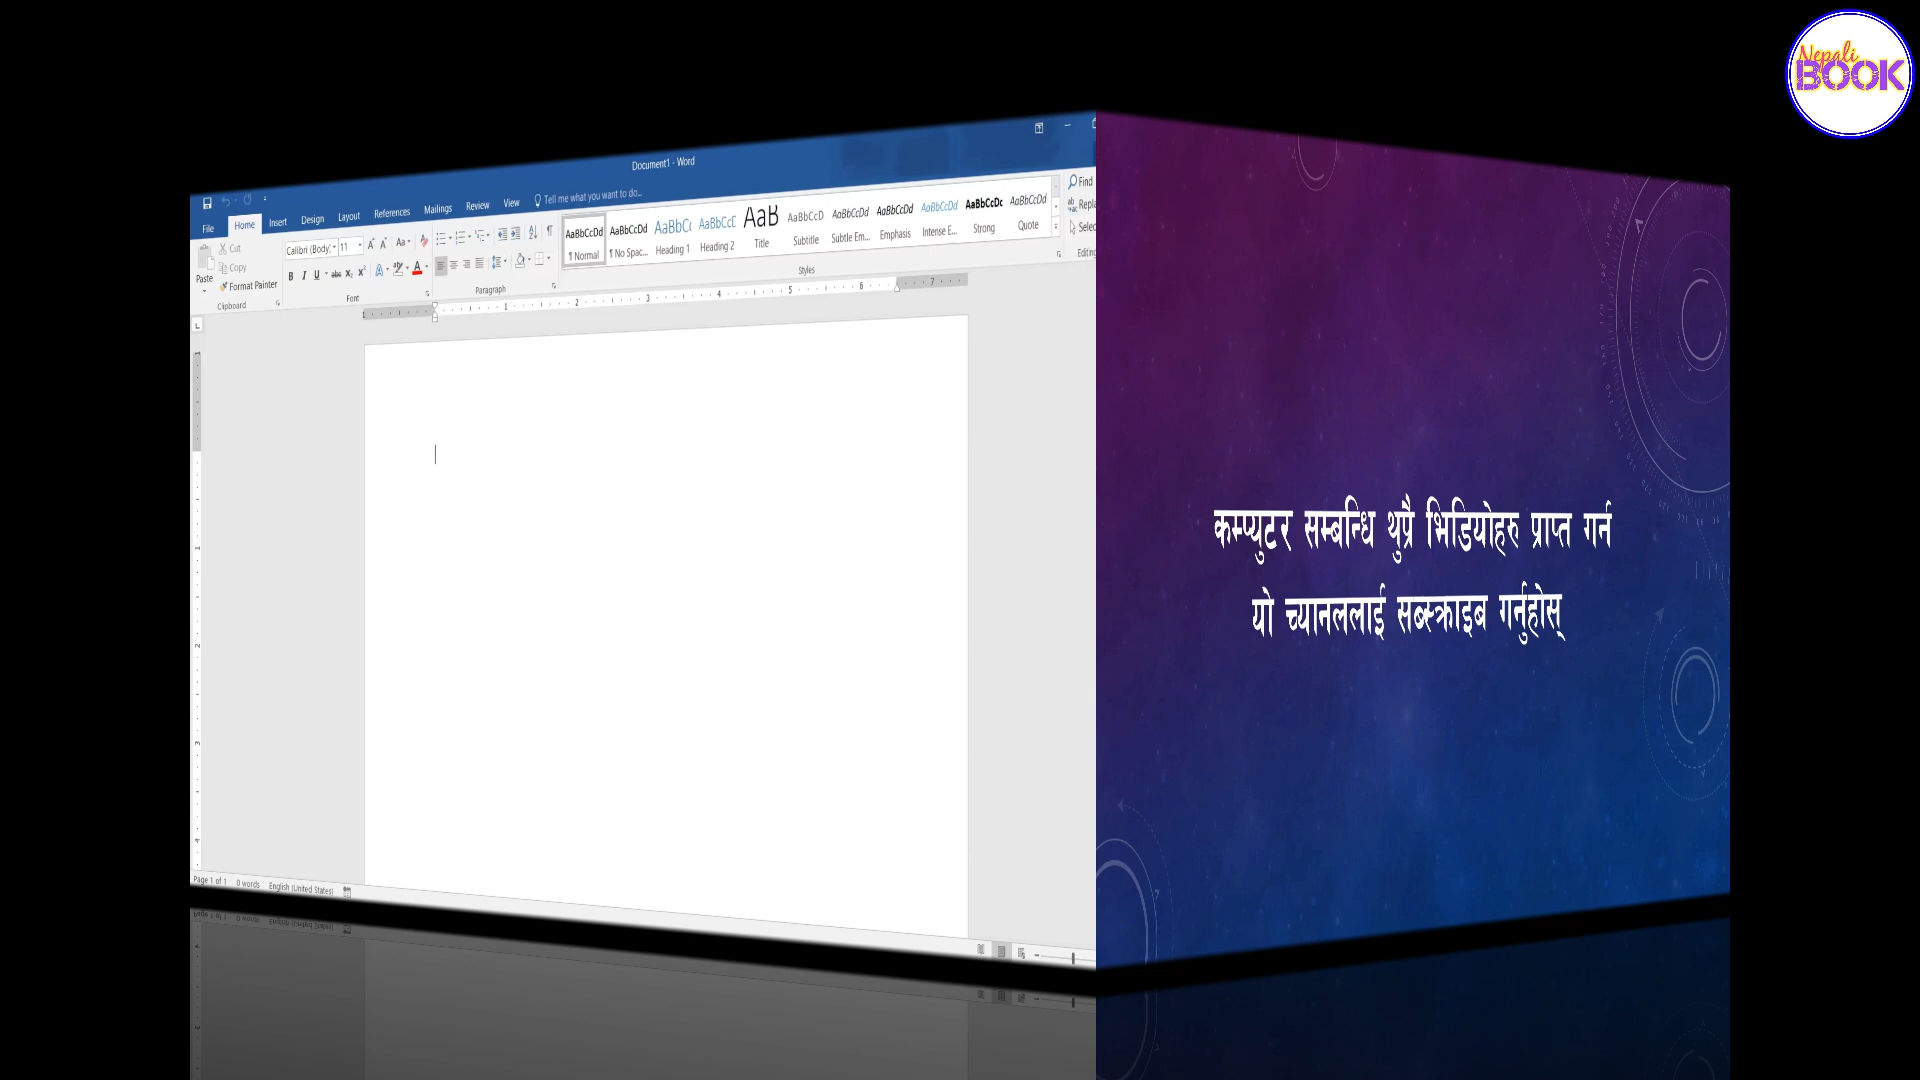 Nepali
BOOK
Document1 - Word
File Home Insert Design Layout References Mailings Review View Tell me what you want to do...
Cut
Copy
Format Painter
Paste
Clipboard
Calibri (Body) 11
Font
Paragraph
AaBbCcDd AaBbCcDd AaBbCc AaBbCcC AaB AaBbCcD AaBbCcDd AaBbCcDd AaBbCcDd AaBbCcDc AaBbCcDd
¶ Normal ¶ No Spac... Heading 1 Heading 2 Title Subtitle Subtle Em... Emphasis Intense E... Strong Quote
Styles
Find
Repla
Selec
Editing
कम्प्युटर सम्बन्धि थुप्रै भिडियोहरु प्राप्त गर्न
यो च्यानललाई सब्स्क्राइब गर्नुहोस्
Page 1 of 1 0 words English (United States)